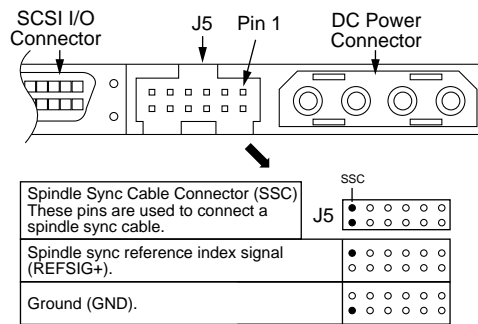 SCSI I/O
Connector
J5
Pin 1
DC Power
Connector
SSC
Spindle Sync Cable Connector (SSC)
These pins are used to connect a
spindle sync cable.
J5
Spindle sync reference index signal
(REFSIG+).
Ground (GND).